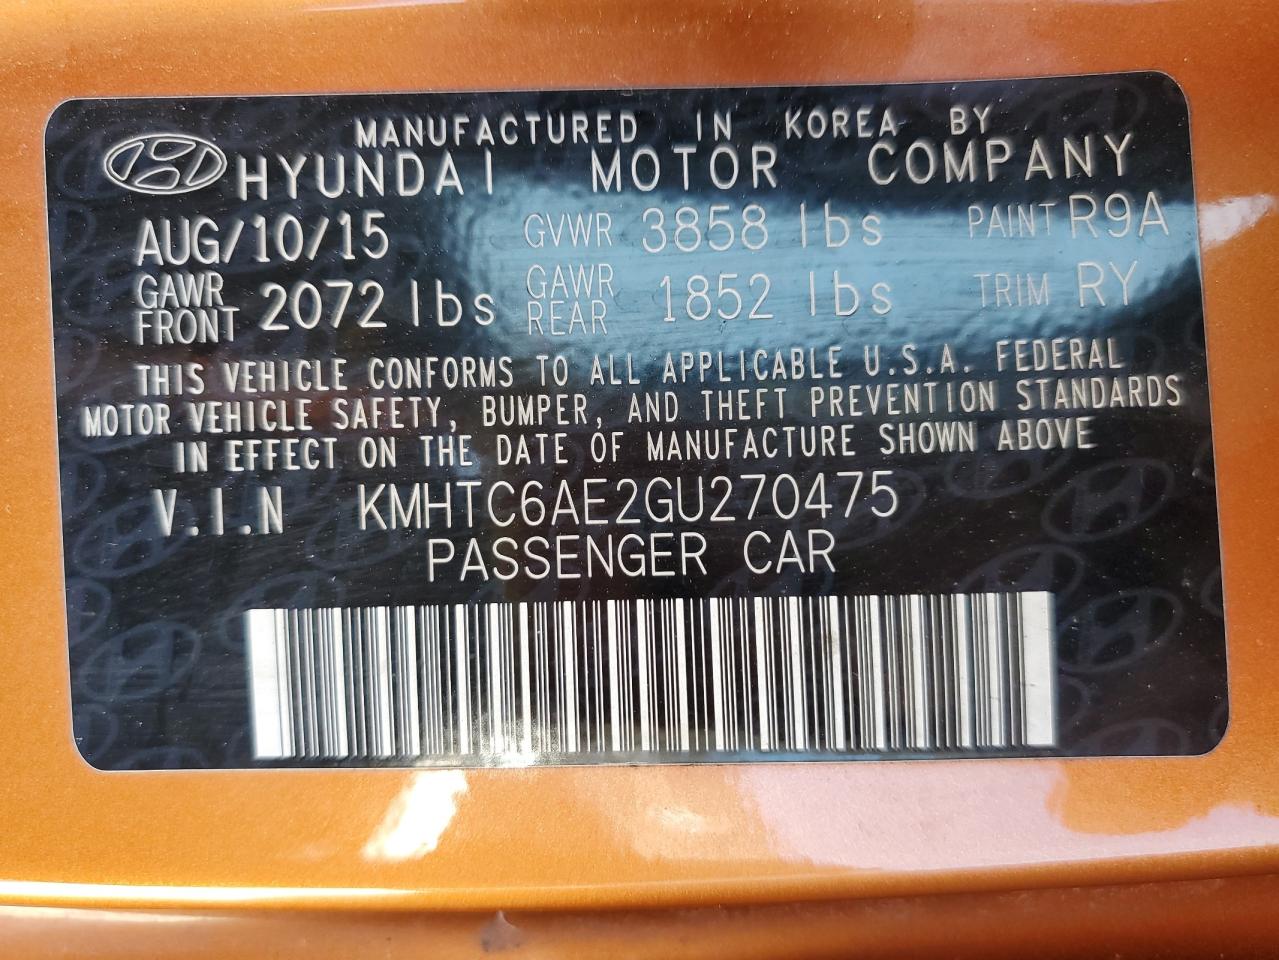 MANUFACTURED IN KOREA BY
HYUNDAI MOTOR COMPANY
AUG/10/15 GVWR 3858 lbs PAINT R9A
GAWR FRONT 2072 lbs GAWR REAR 1852 lbs TRIM RY
THIS VEHICLE CONFORMS TO ALL APPLICABLE U.S.A. FEDERAL
MOTOR VEHICLE SAFETY, BUMPER, AND THEFT PREVENTION STANDARDS
IN EFFECT ON THE DATE OF MANUFACTURE SHOWN ABOVE
V.I.N KMHTC6AE2GU270475
PASSENGER CAR